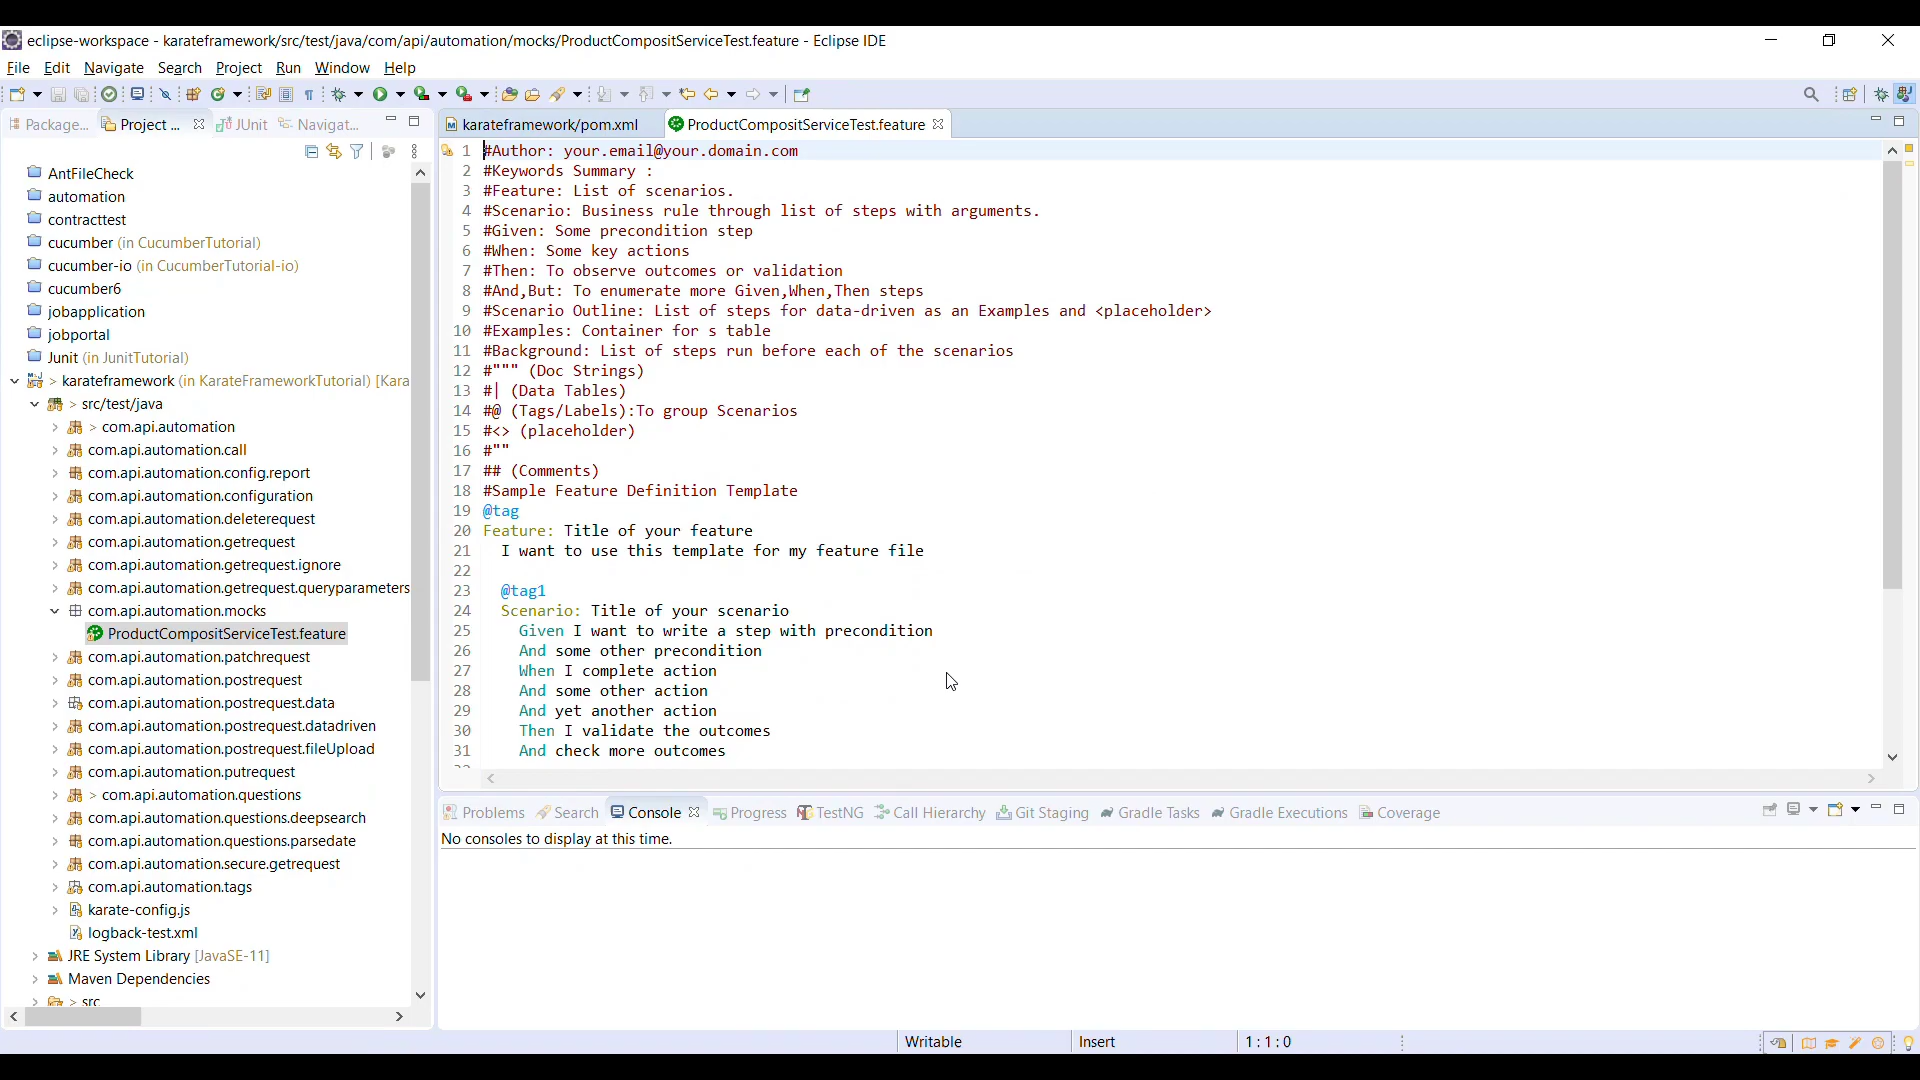 eclipse-workspace - karateframework/src/test/java/com/api/automation/mocks/ProductCompositServiceTest.feature - Eclipse IDE
File Edit Navigate Search Project Run Window Help
Package... Project ... JUnit Navigat...
karateframework/pom.xml ProductCompositServiceTest.feature
AntFileCheck
automation
contracttest
cucumber (in CucumberTutorial)
cucumber-io (in CucumberTutorial-io)
cucumber6
jobapplication
jobportal
Junit (in JunitTutorial)
> karateframework (in KarateFrameworkTutorial) [Kara
> src/test/java
> com.api.automation
com.api.automation.call
com.api.automation.config.report
com.api.automation.configuration
com.api.automation.deleterequest
com.api.automation.getrequest
com.api.automation.getrequest.ignore
com.api.automation.getrequest.queryparameters
com.api.automation.mocks
ProductCompositServiceTest.feature
com.api.automation.patchrequest
com.api.automation.postrequest
com.api.automation.postrequest.data
com.api.automation.postrequest.datadriven
com.api.automation.postrequest.fileUpload
com.api.automation.putrequest
> com.api.automation.questions
com.api.automation.questions.deepsearch
com.api.automation.questions.parsedate
com.api.automation.secure.getrequest
com.api.automation.tags
karate-config.js
logback-test.xml
JRE System Library [JavaSE-11]
Maven Dependencies
> src
1 #Author: your.email@your.domain.com
2 #Keywords Summary :
3 #Feature: List of scenarios.
4 #Scenario: Business rule through list of steps with arguments.
5 #Given: Some precondition step
6 #When: Some key actions
7 #Then: To observe outcomes or validation
8 #And,But: To enumerate more Given,When,Then steps
9 #Scenario Outline: List of steps for data-driven as an Examples and <placeholder>
10 #Examples: Container for s table
11 #Background: List of steps run before each of the scenarios
12 #""" (Doc Strings)
13 #| (Data Tables)
14 #@ (Tags/Labels):To group Scenarios
15 #<> (placeholder)
16 #""
17 ## (Comments)
18 #Sample Feature Definition Template
19 @tag
20 Feature: Title of your feature
21 I want to use this template for my feature file
22
23 @tag1
24 Scenario: Title of your scenario
25 Given I want to write a step with precondition
26 And some other precondition
27 When I complete action
28 And some other action
29 And yet another action
30 Then I validate the outcomes
31 And check more outcomes
Problems Search Console Progress TestNG Call Hierarchy Git Staging Gradle Tasks Gradle Executions Coverage
No consoles to display at this time.
Writable Insert 1 : 1 : 0